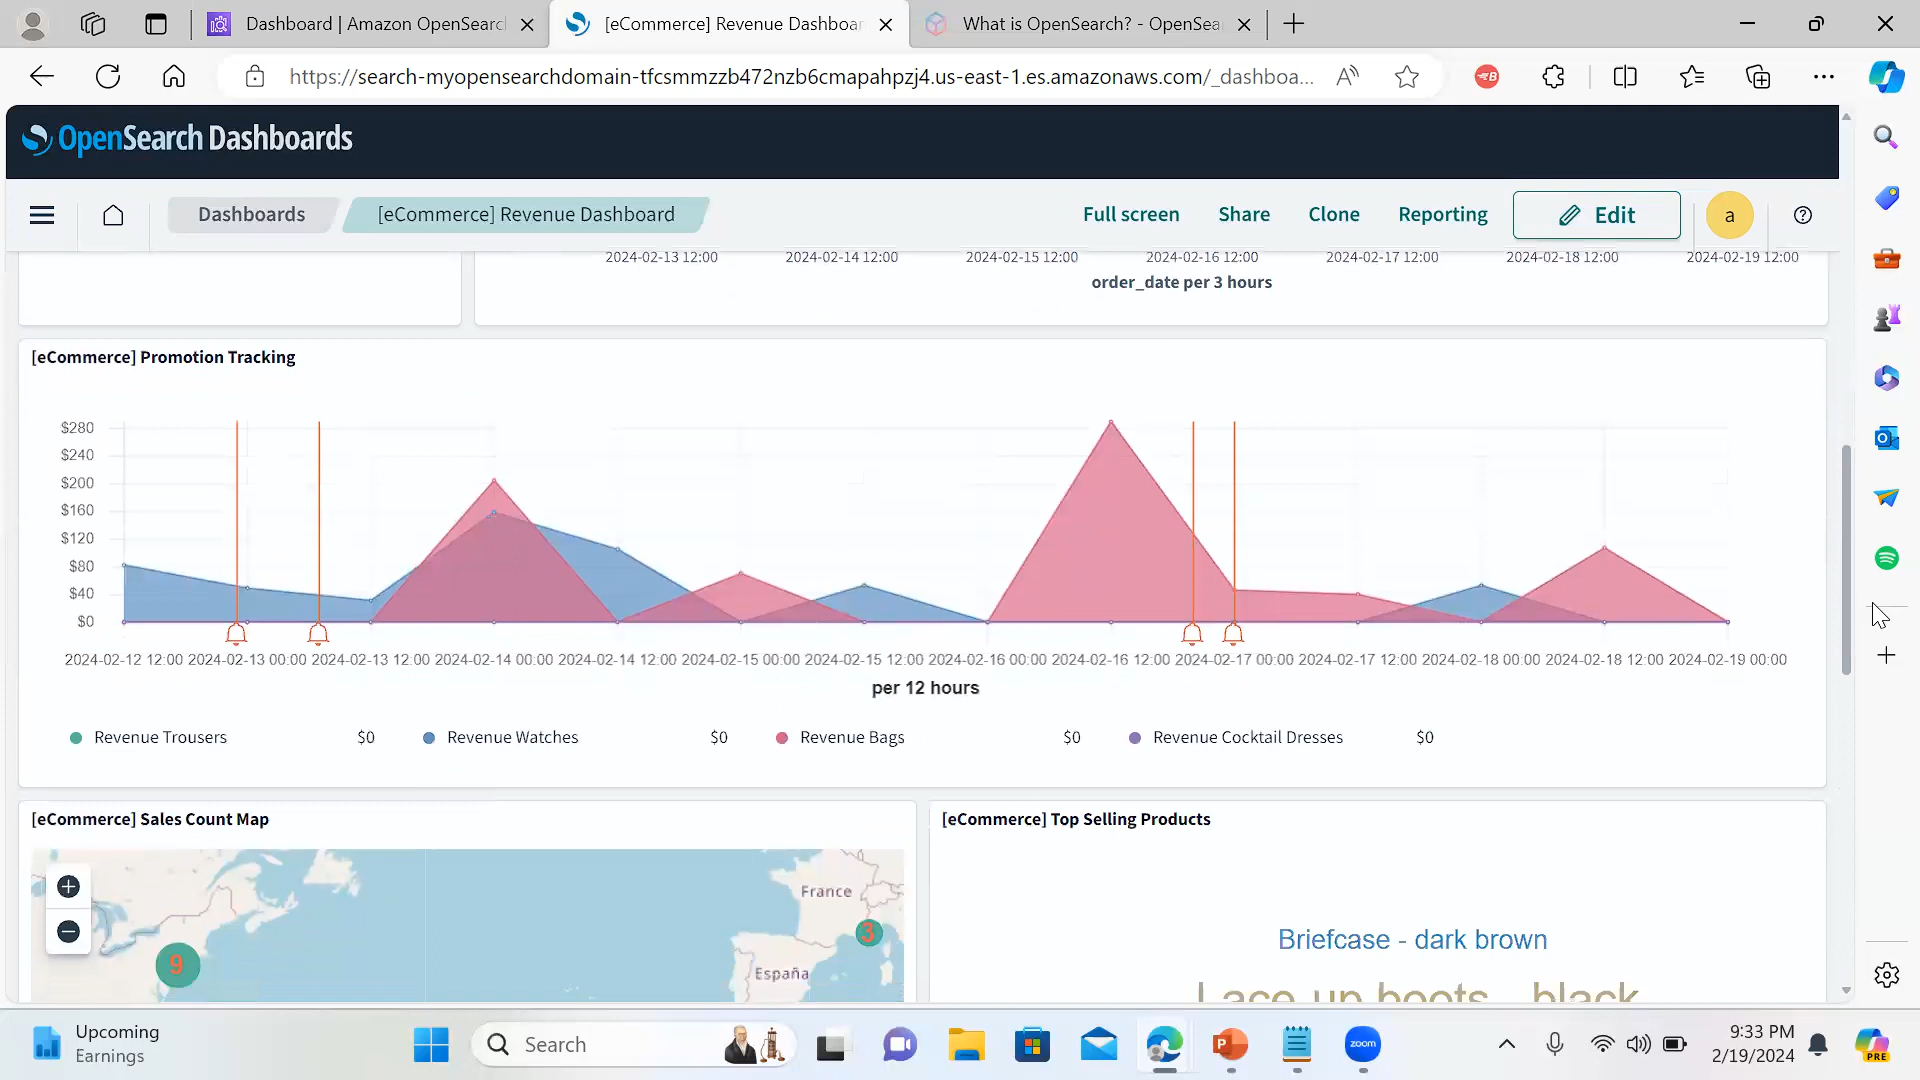 Dashboard | Amazon OpenSearc
[eCommerce] Revenue Dashboar
What is OpenSearch? - OpenSea
https://search-myopensearchdomain-tfcsmmzzb472nzb6cmapahpzj4.us-east-1.es.amazonaws.com/_dashboa...
OpenSearch Dashboards
Dashboards
[eCommerce] Revenue Dashboard
Full screen
Share
Clone
Reporting
Edit
a
2024-02-13 12:00 2024-02-14 12:00 2024-02-15 12:00 2024-02-16 12:00 2024-02-17 12:00 2024-02-18 12:00 2024-02-19 12:00
order_date per 3 hours
[eCommerce] Promotion Tracking
$280
$240
$200
$160
$120
$80
$40
$0
2024-02-12 12:00 2024-02-13 00:00 2024-02-13 12:00 2024-02-14 00:00 2024-02-14 12:00 2024-02-15 00:00 2024-02-15 12:00 2024-02-16 00:00 2024-02-16 12:00 2024-02-17 00:00 2024-02-17 12:00 2024-02-18 00:00 2024-02-18 12:00 2024-02-19 00:00
per 12 hours
Revenue Trousers $0 Revenue Watches $0 Revenue Bags $0 Revenue Cocktail Dresses $0
[eCommerce] Sales Count Map
France
3
9
España
[eCommerce] Top Selling Products
Briefcase - dark brown
Lace-up boots - black
Upcoming
Earnings
Search
zoom
9:33 PM
2/19/2024
PRE